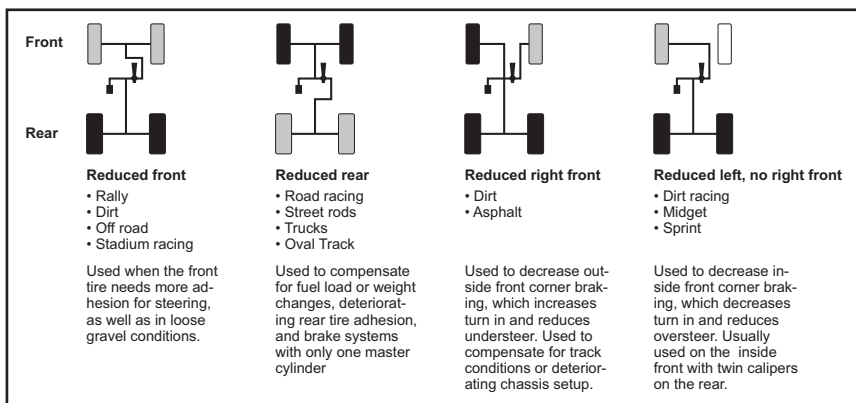 Front
Rear
Reduced front
• Rally
• Dirt
• Off road
• Stadium racing
Used when the front
tire needs more ad-
hesion for steering,
as well as in loose
gravel conditions.
Reduced rear
• Road racing
• Street rods
• Trucks
• Oval Track
Used to compensate
for fuel load or weight
changes, deteriorat-
ing rear tire adhesion,
and brake systems
with only one master
cylinder
Reduced right front
• Dirt
• Asphalt
Used to decrease out-
side front corner brak-
ing, which increases
turn in and reduces
understeer. Used to
compensate for track
conditions or deterior-
ating chassis setup.
Reduced left, no right front
• Dirt racing
• Midget
• Sprint
Used to decrease in-
side front corner brak-
ing, which decreases
turn in and reduces
oversteer. Usually
used on the  inside
front with twin calipers
on the rear.